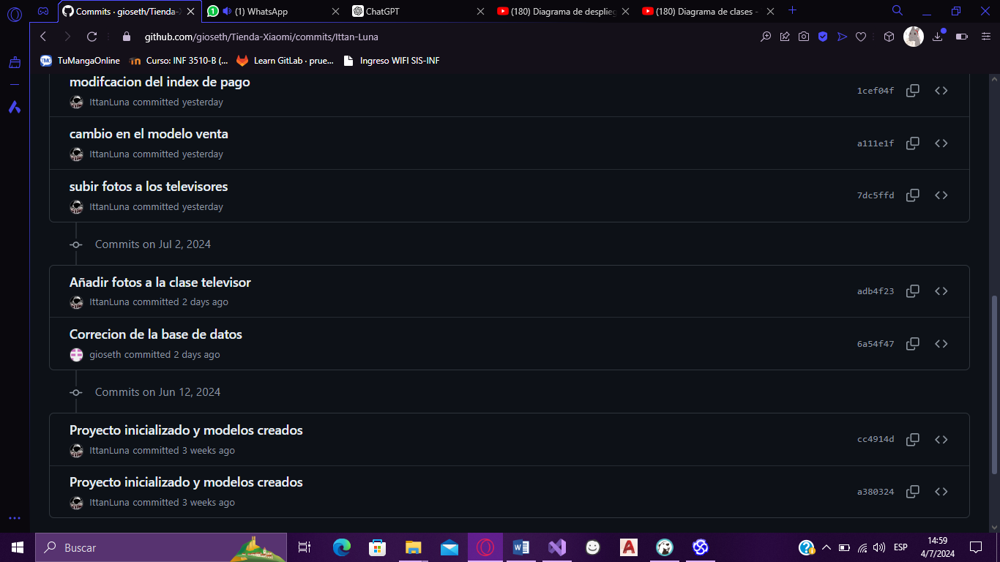 Commits · gioseth/Tienda-X
(1) WhatsApp
ChatGPT
(180) Diagrama de desplieg
(180) Diagrama de clases -
github.com/gioseth/Tienda-Xiaomi/commits/Ittan-Luna
TuMangaOnline
Curso: INF 3510-B (...
Learn GitLab · prue...
Ingreso WIFI SIS-INF
modifcacion del index de pago
IttanLuna committed yesterday
1cef04f
cambio en el modelo venta
IttanLuna committed yesterday
a111e1f
subir fotos a los televisores
IttanLuna committed yesterday
7dc5ffd
Commits on Jul 2, 2024
Añadir fotos a la clase televisor
IttanLuna committed 2 days ago
adb4f23
Correcion de la base de datos
gioseth committed 2 days ago
6a54f47
Commits on Jun 12, 2024
Proyecto inicializado y modelos creados
IttanLuna committed 3 weeks ago
cc4914d
Proyecto inicializado y modelos creados
IttanLuna committed 3 weeks ago
a380324
Buscar
ESP
14:59
4/7/2024